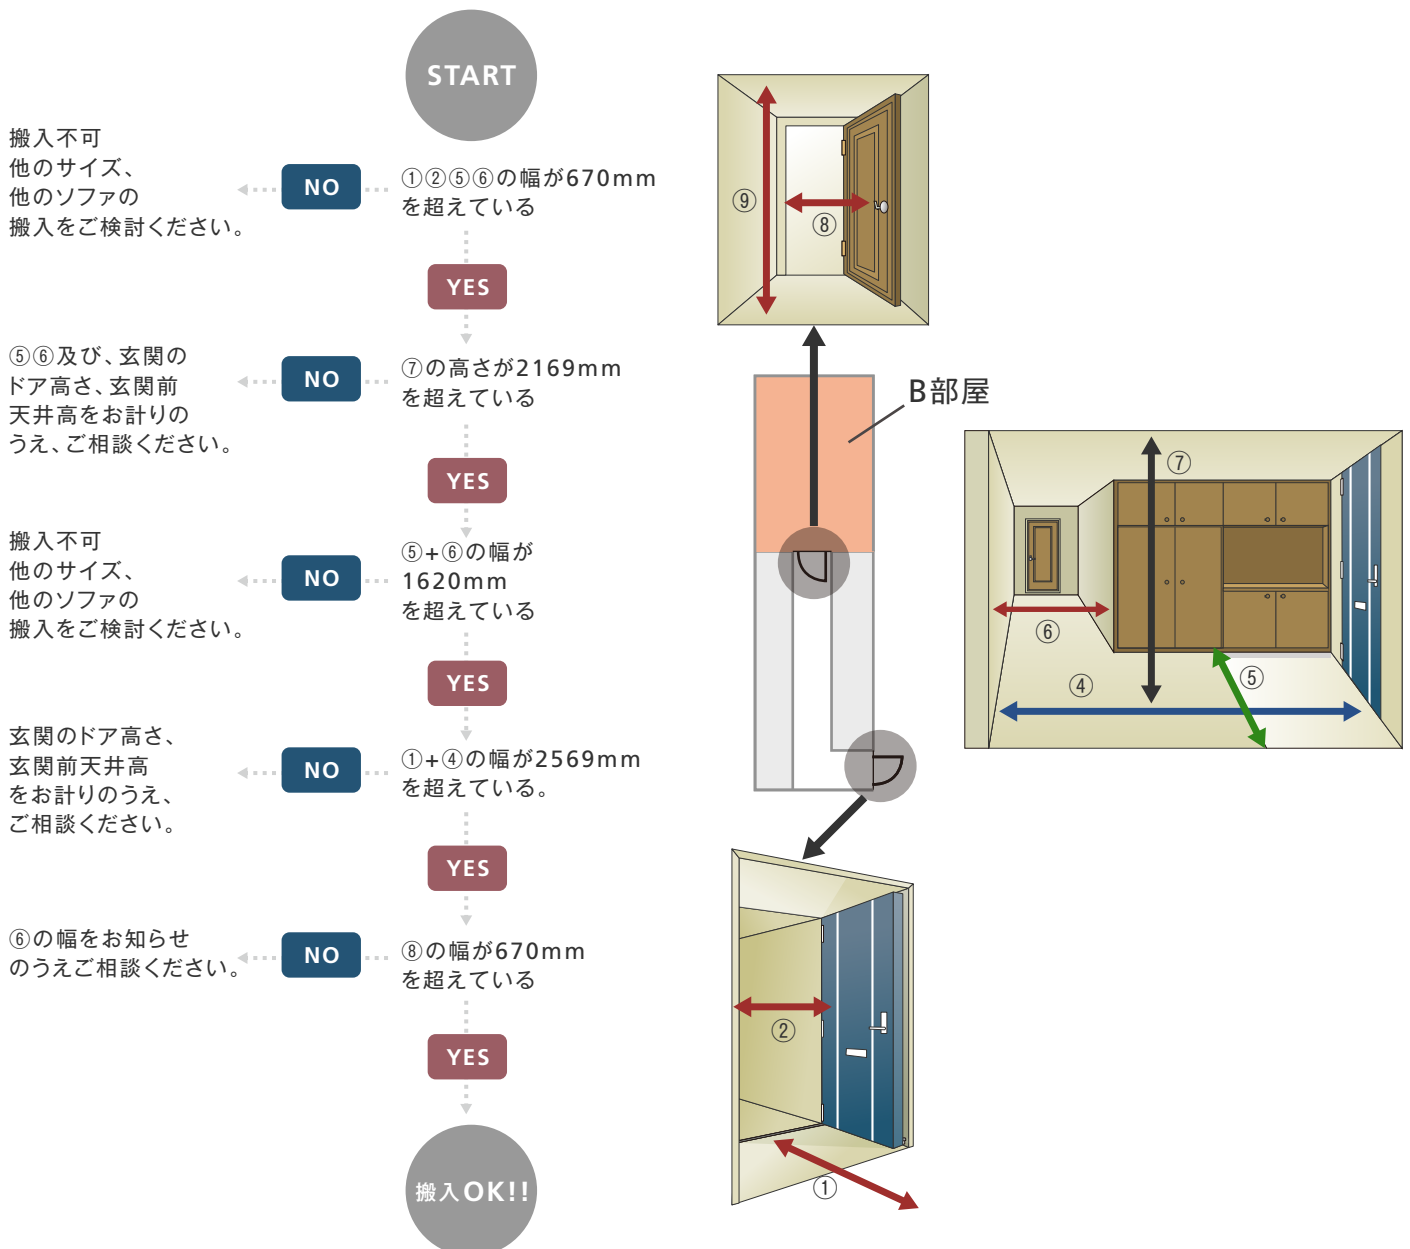 START
搬入不可
他のサイズ、
他のソファの
搬入をご検討ください。
NO
①②⑤⑥の幅が670mm
を超えている
YES
⑤⑥及び、玄関の
ドア高さ、玄関前
天井高をお計りの
うえ、ご相談ください。
NO
⑦の高さが2169mm
を超えている
YES
搬入不可
他のサイズ、
他のソファの
搬入をご検討ください。
NO
⑤+⑥の幅が
1620mm
を超えている
YES
玄関のドア高さ、
玄関前天井高
をお計りのうえ、
ご相談ください。
NO
①+④の幅が2569mm
を超えている。
YES
⑥の幅をお知らせ
のうえご相談ください。
NO
⑧の幅が670mm
を超えている
YES
搬入OK!!
⑨
⑧
B部屋
⑦
⑥
④
⑤
②
①